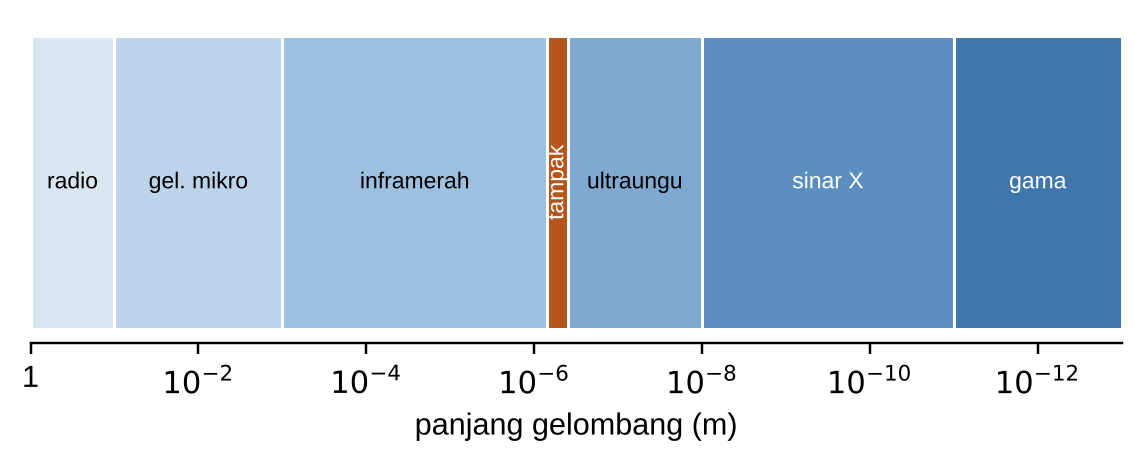 radio gel. mikro inframerah tampak ultraungu sinar X gama
1 10⁻² 10⁻⁴ 10⁻⁶ 10⁻⁸ 10⁻¹⁰ 10⁻¹²
panjang gelombang (m)